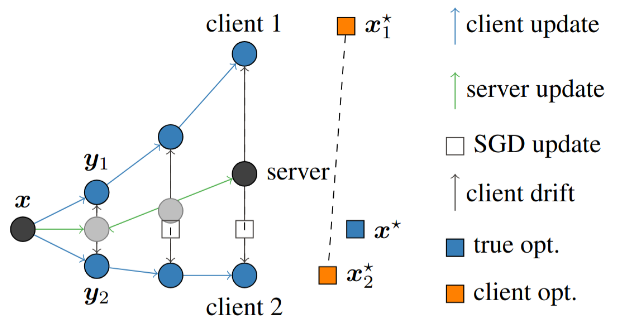 client 1
x₁⋆
client update
server update
y₁
SGD update
x
server
client drift
x⋆
true opt.
y₂
x₂⋆
client opt.
client 2